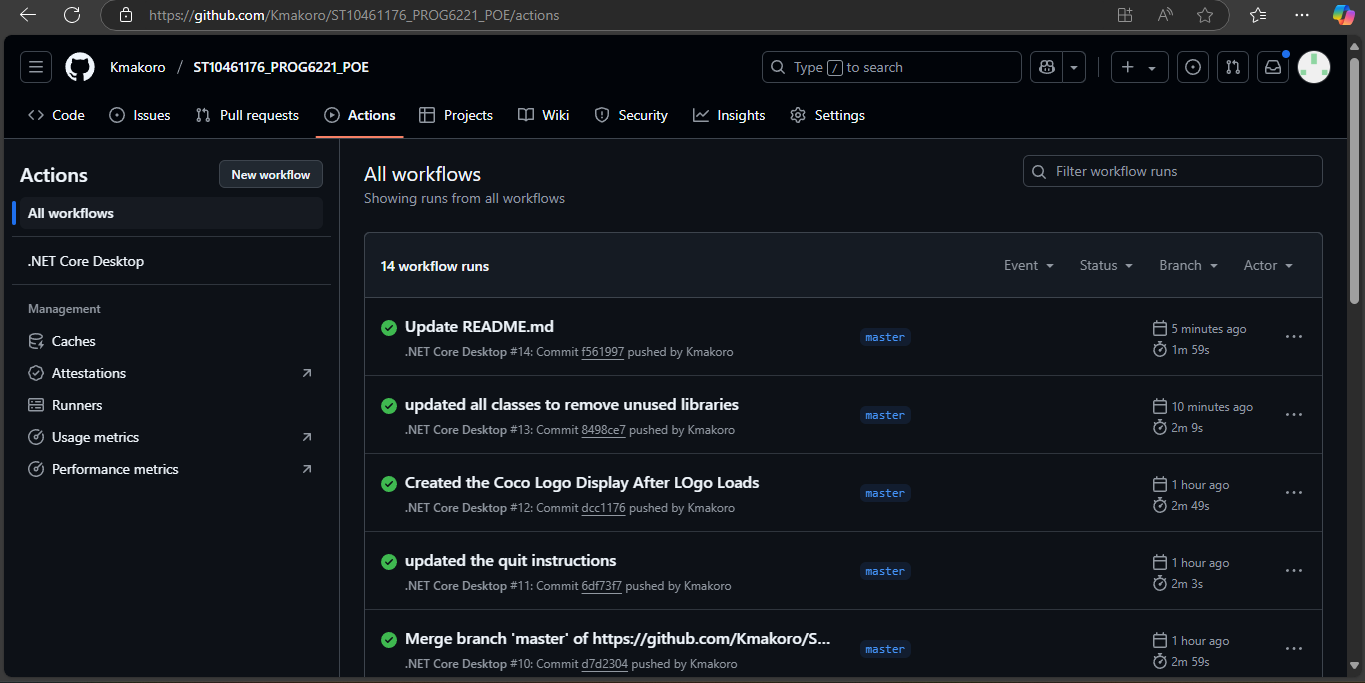 https://github.com/Kmakoro/ST10461176_PROG6221_POE/actions
Kmakoro / ST10461176_PROG6221_POE
Type / to search
Code Issues Pull requests Actions Projects Wiki Security Insights Settings
Actions
New workflow
All workflows
.NET Core Desktop
Management
Caches
Attestations
Runners
Usage metrics
Performance metrics
All workflows
Showing runs from all workflows
Filter workflow runs
14 workflow runs
Event Status Branch Actor
Update README.md
.NET Core Desktop #14: Commit f561997 pushed by Kmakoro
master
5 minutes ago
1m 59s
updated all classes to remove unused libraries
.NET Core Desktop #13: Commit 8498ce7 pushed by Kmakoro
master
10 minutes ago
2m 9s
Created the Coco Logo Display After LOgo Loads
.NET Core Desktop #12: Commit dcc1176 pushed by Kmakoro
master
1 hour ago
2m 49s
updated the quit instructions
.NET Core Desktop #11: Commit 6df73f7 pushed by Kmakoro
master
1 hour ago
2m 3s
Merge branch 'master' of https://github.com/Kmakoro/S...
.NET Core Desktop #10: Commit d7d2304 pushed by Kmakoro
master
1 hour ago
2m 59s